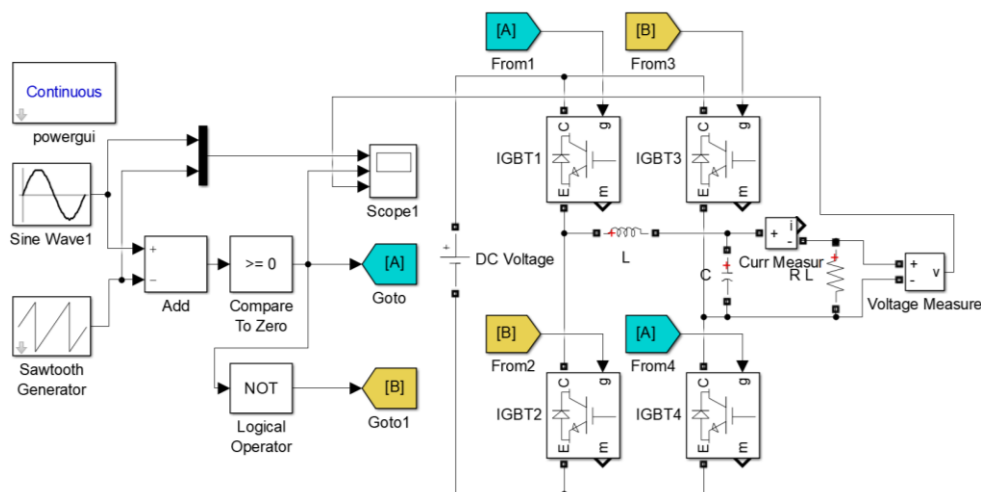 [A]
From1
[B]
From3
Continuous
powergui
Sine Wave1
Sawtooth
Generator
+
−
Add
>= 0
Compare
To Zero
NOT
Logical
Operator
Scope1
[A]
Goto
[B]
Goto1
+
DC Voltage
C
g
E
m
IGBT1
C
g
E
m
IGBT3
+
L
+
C
+
i
-
Curr Measur
+
R L
+
-
v
Voltage Measure
[B]
From2
[A]
From4
C
g
E
m
IGBT2
C
g
E
m
IGBT4